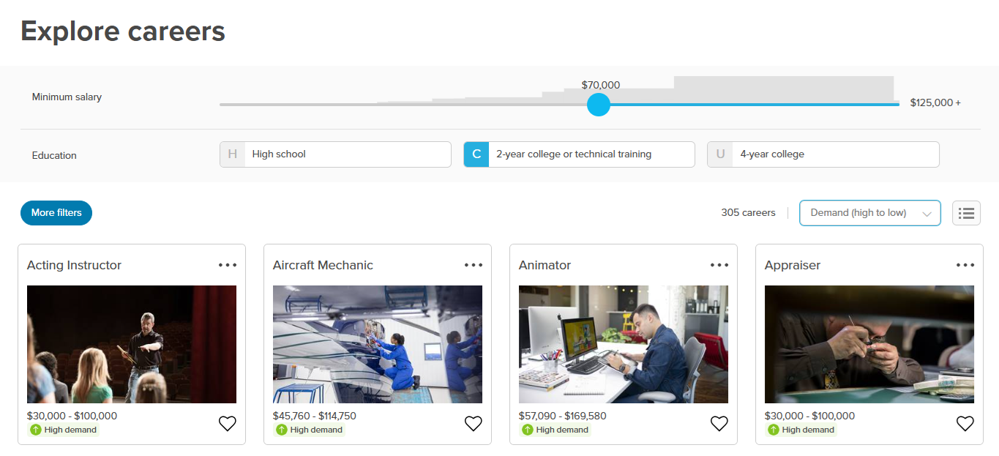 Explore careers
Minimum salary
$70,000
$125,000 +
Education
H High school
C 2-year college or technical training
U 4-year college
More filters
305 careers
Demand (high to low)
Acting Instructor
$30,000 - $100,000
High demand
Aircraft Mechanic
$45,760 - $114,750
High demand
Animator
$57,090 - $169,580
High demand
Appraiser
$30,000 - $100,000
High demand